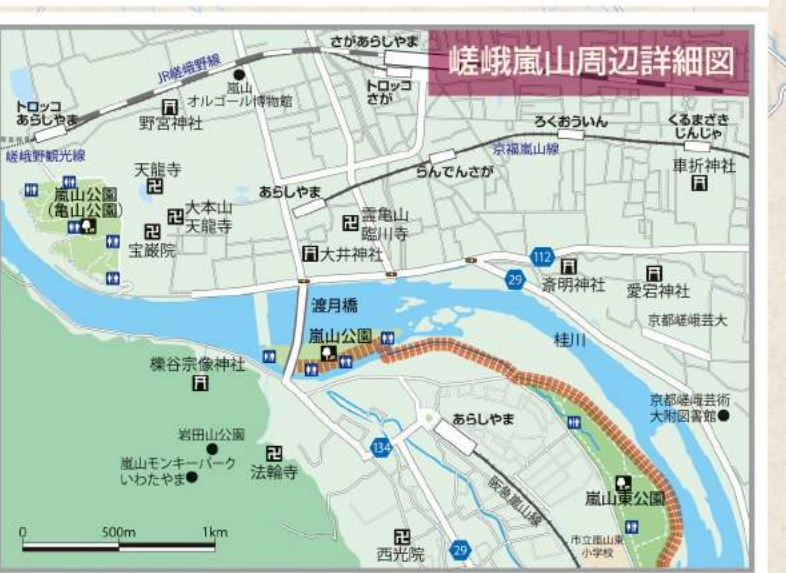 嵯峨嵐山周辺詳細図
さがあらしやま
JR嵯峨野線
嵐山
オルゴール博物館
トロッコ
さが
トロッコ
あらしやま
野宮神社
嵯峨野観光線
ろくおういん
くるまざき
じんじゃ
京福嵐山線
車折神社
らんでんさが
天龍寺
あらしやま
嵐山公園
(亀山公園)
大本山
天龍寺
霊亀山
臨川寺
宝厳院
大井神社
112
29
斎明神社
愛宕神社
渡月橋
京都嵯峨芸大
嵐山公園
桂川
櫟谷宗像神社
京都嵯峨芸術
大附図書館
あらしやま
岩田山公園
134
嵐山モンキーパーク
いわたやま
法輪寺
阪急嵐山線
嵐山東公園
0
500m
1km
西光院
29
市立嵐山東
小学校